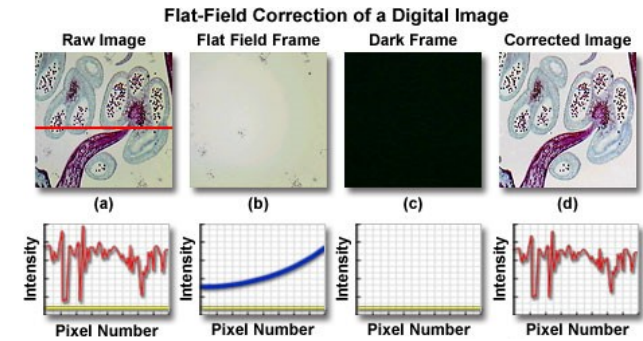 Flat-Field Correction of a Digital Image
Raw Image
Flat Field Frame
Dark Frame
Corrected Image
(a)
(b)
(c)
(d)
Intensity
Intensity
Intensity
Intensity
Pixel Number
Pixel Number
Pixel Number
Pixel Number